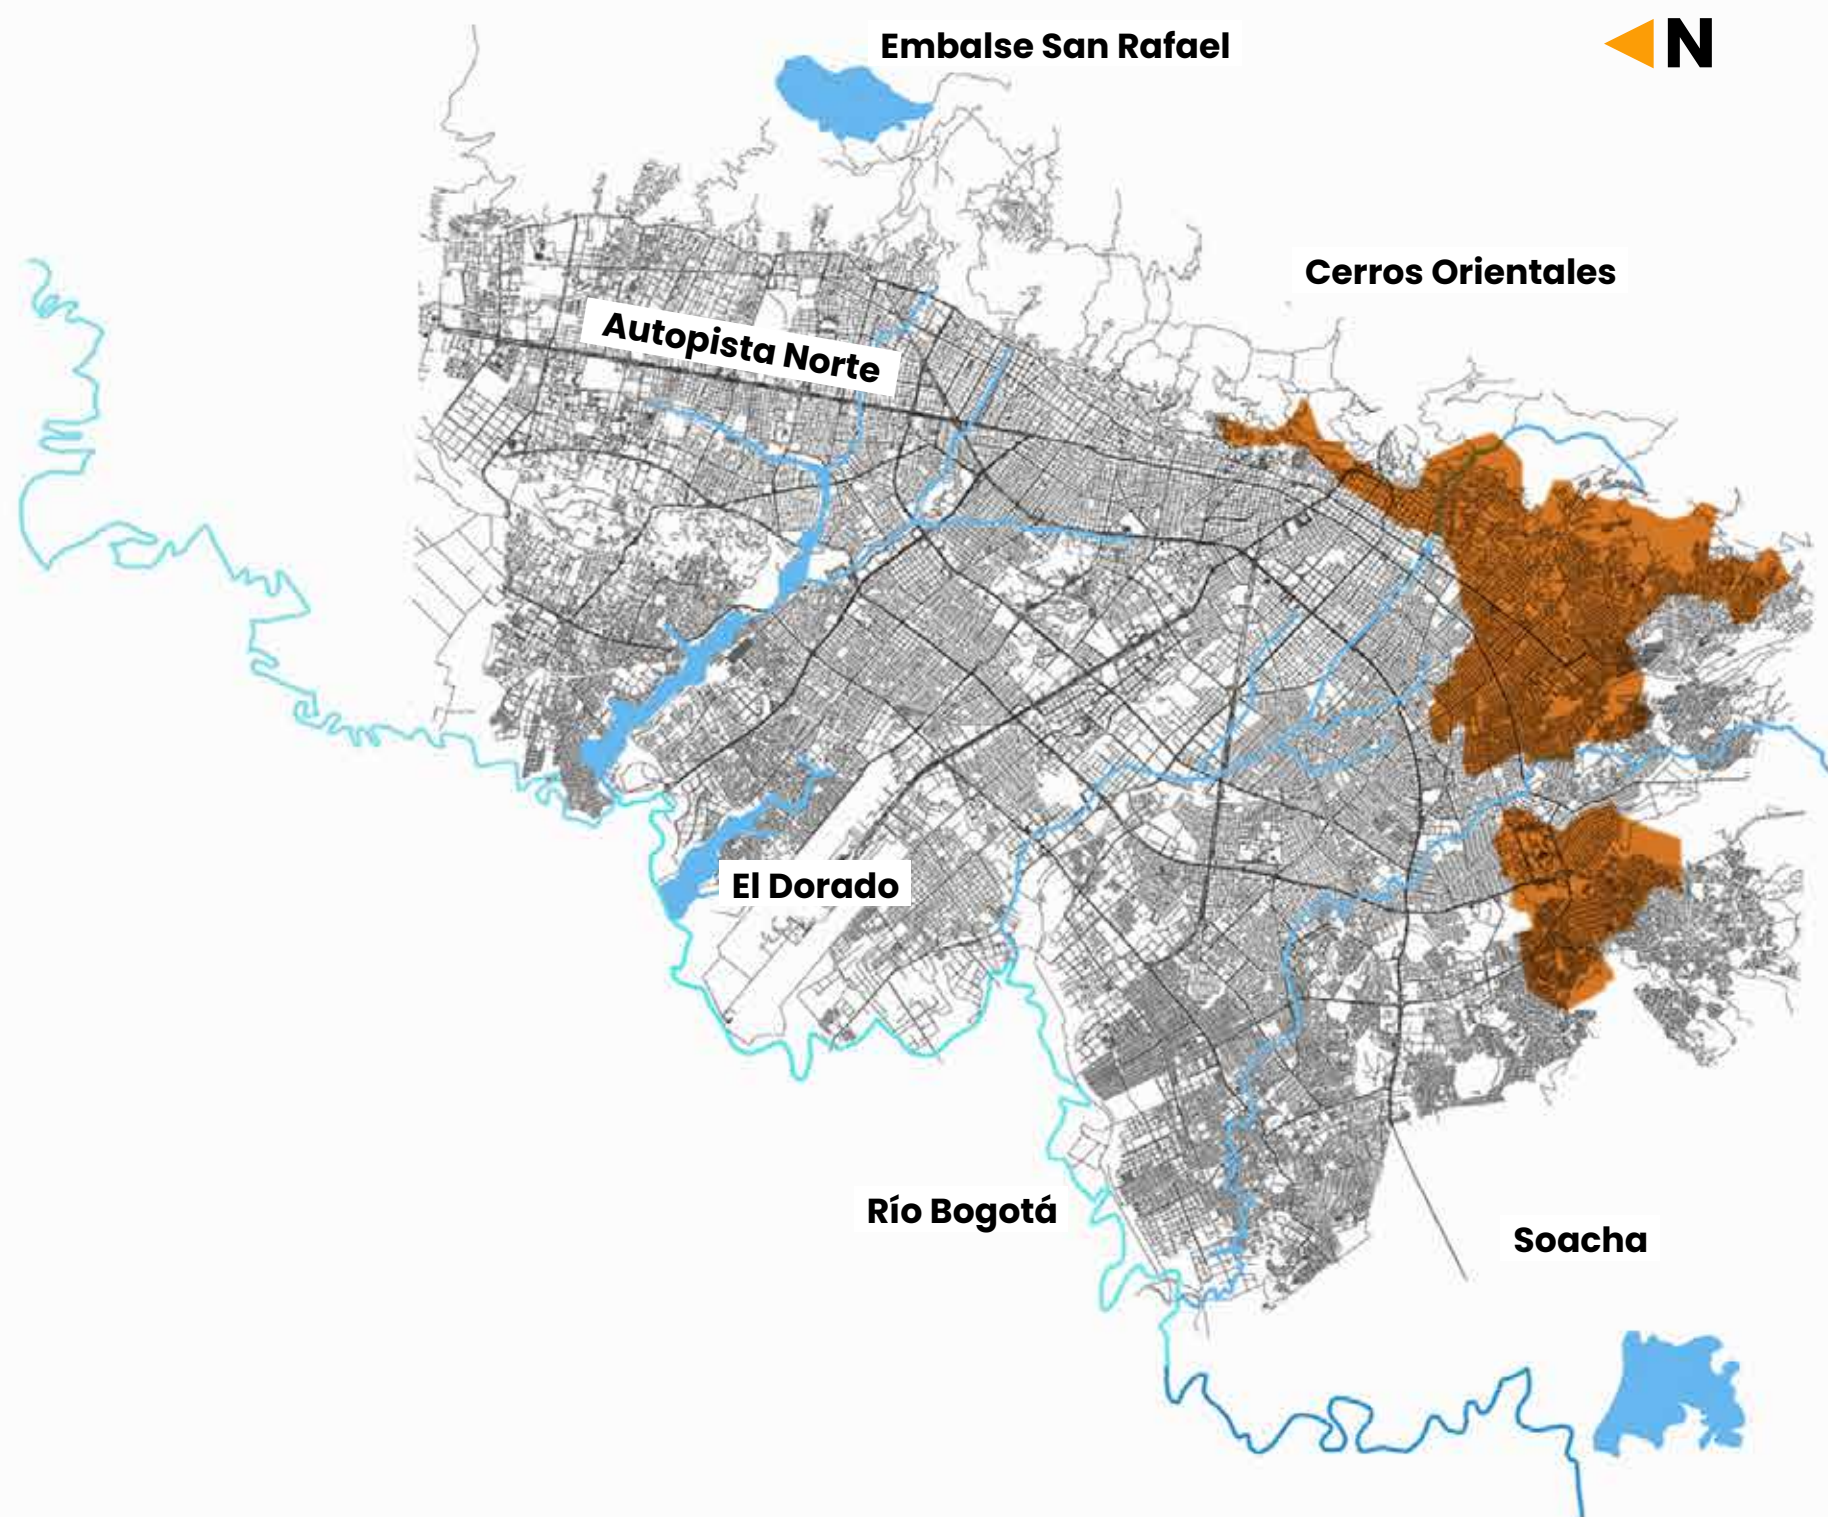 Embalse San Rafael
N
Cerros Orientales
Autopista Norte
El Dorado
Río Bogotá
Soacha